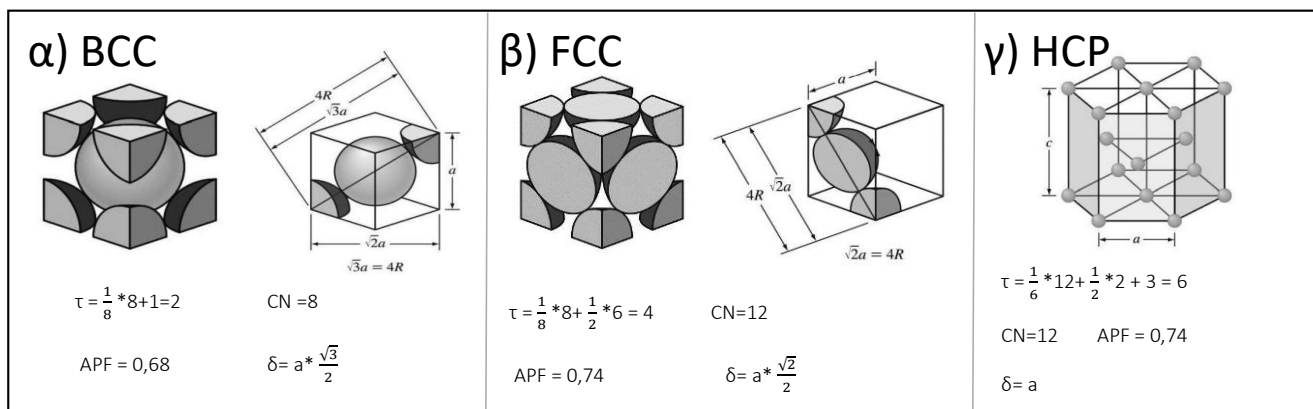 α) BCC
4R
√3a
a
√2a
√3a = 4R
τ = 1/8 *8+1=2
CN =8
APF = 0,68
δ= a* √3/2
β) FCC
a
√2a
4R
√2a = 4R
τ = 1/8 *8+ 1/2 *6 = 4
CN=12
APF = 0,74
δ= a* √2/2
γ) HCP
c
a
τ = 1/6 *12+ 1/2 *2 + 3 = 6
CN=12
APF = 0,74
δ= a